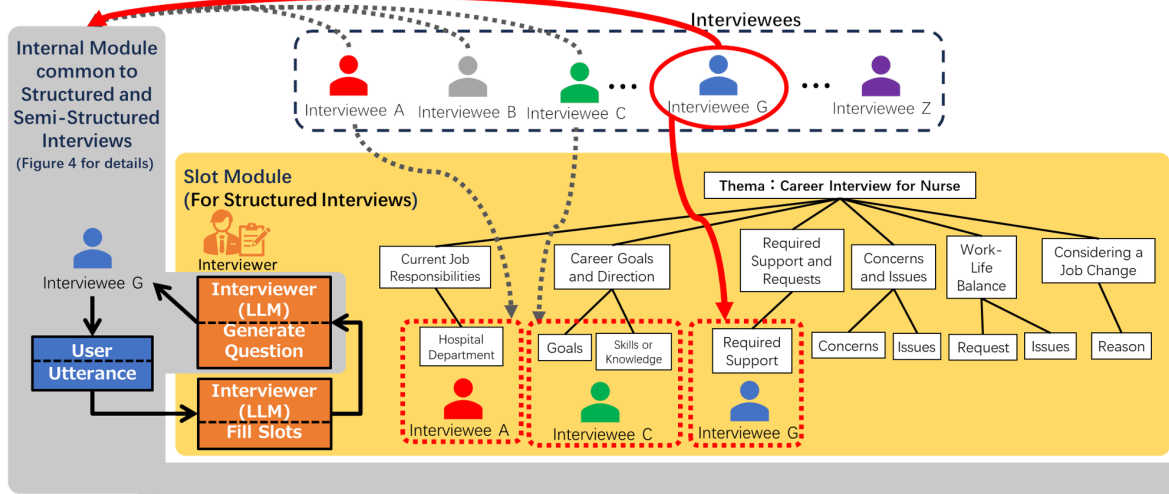 Interviewees
Internal Module
common to
Structured and
Semi-Structured
Interviews
(Figure 4 for details)
Interviewee A
Interviewee B
Interviewee C
•••
Interviewee G
•••
Interviewee Z
Slot Module
(For Structured Interviews)
Thema：Career Interview for Nurse
Interviewer
Interviewee G
Interviewer
(LLM)
Generate
Question
User
Utterance
Interviewer
(LLM)
Fill Slots
Current Job
Responsibilities
Career Goals
and Direction
Required
Support and
Requests
Concerns
and Issues
Work-
Life
Balance
Considering a
Job Change
Hospital
Department
Goals
Skills or
Knowledge
Required
Support
Concerns
Issues
Request
Issues
Reason
Interviewee A
Interviewee C
Interviewee G